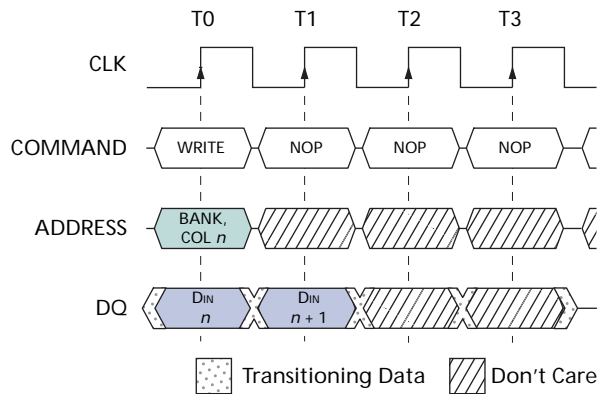 T0 T1 T2 T3
CLK
COMMAND WRITE NOP NOP NOP
ADDRESS BANK,
COL n
DQ DIN
n
DIN
n + 1
Transitioning Data Don't Care